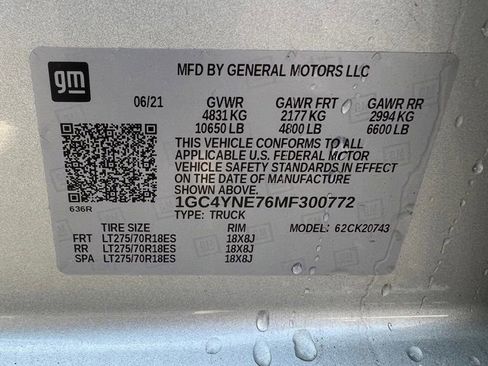 gm
MFD BY GENERAL MOTORS LLC
06/21 GVWR GAWR FRT GAWR RR
4831 KG 2177 KG 2994 KG
10650 LB 4800 LB 6600 LB
THIS VEHICLE CONFORMS TO ALL
APPLICABLE U.S. FEDERAL MOTOR
VEHICLE SAFETY STANDARDS IN EFFECT
ON THE DATE OF MANUFACTURE
SHOWN ABOVE.
1GC4YNE76MF300772
636R TYPE: TRUCK
TIRE SIZE RIM MODEL: 62CK20743
FRT LT275/70R18ES 18X8J
RR LT275/70R18ES 18X8J
SPA LT275/70R18ES 18X8J